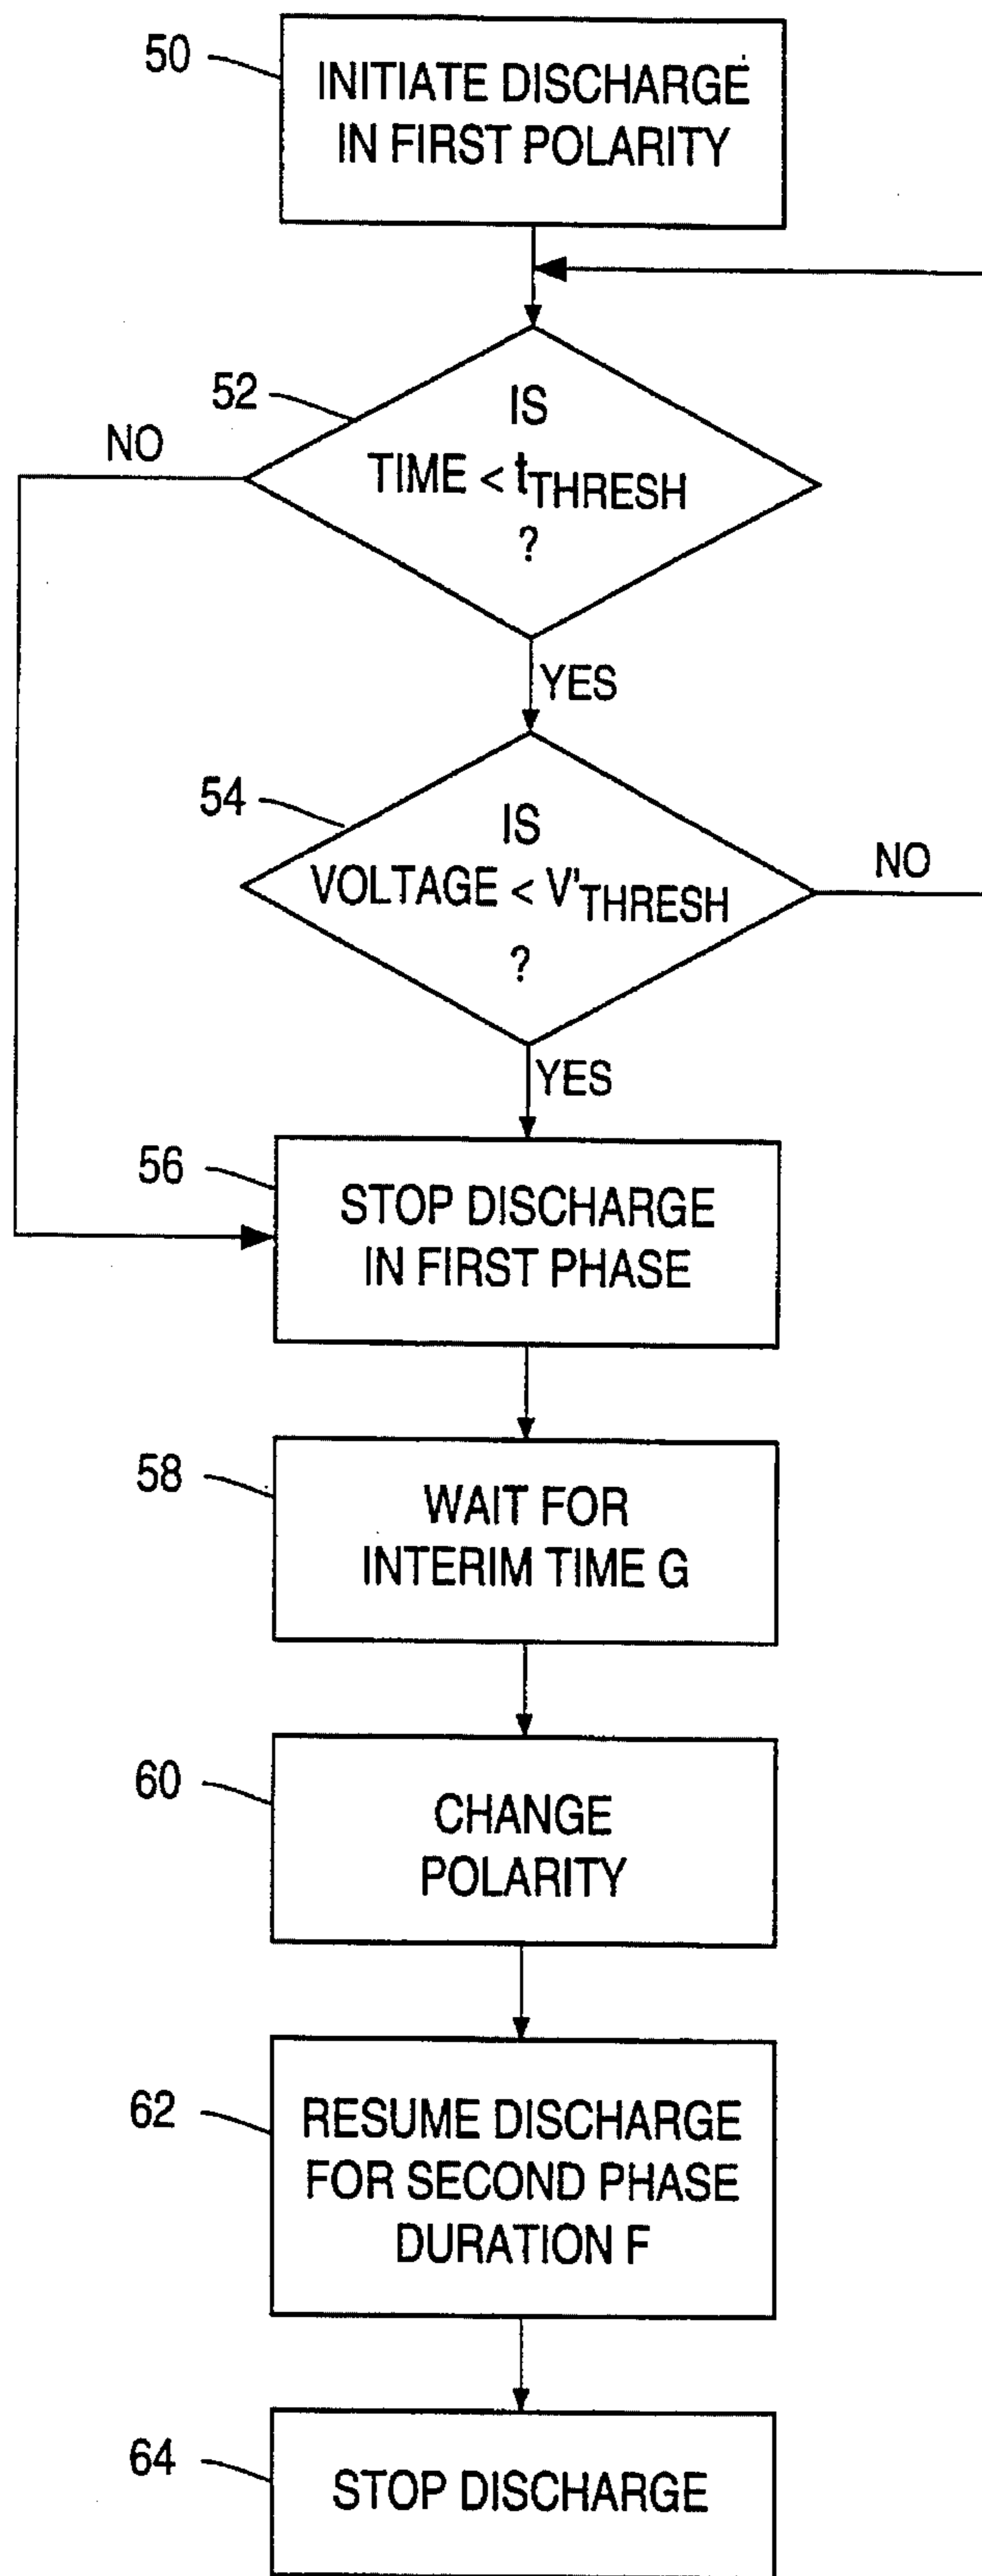 50
INITIATE DISCHARGE
IN FIRST POLARITY
52
IS
NO
TIME < tTHRESH
?
YES
54
IS
NO
VOLTAGE < V'THRESH
?
YES
56
STOP DISCHARGE
IN FIRST PHASE
58
WAIT FOR
INTERIM TIME G
60
CHANGE
POLARITY
62
RESUME DISCHARGE
FOR SECOND PHASE
DURATION F
64
STOP DISCHARGE